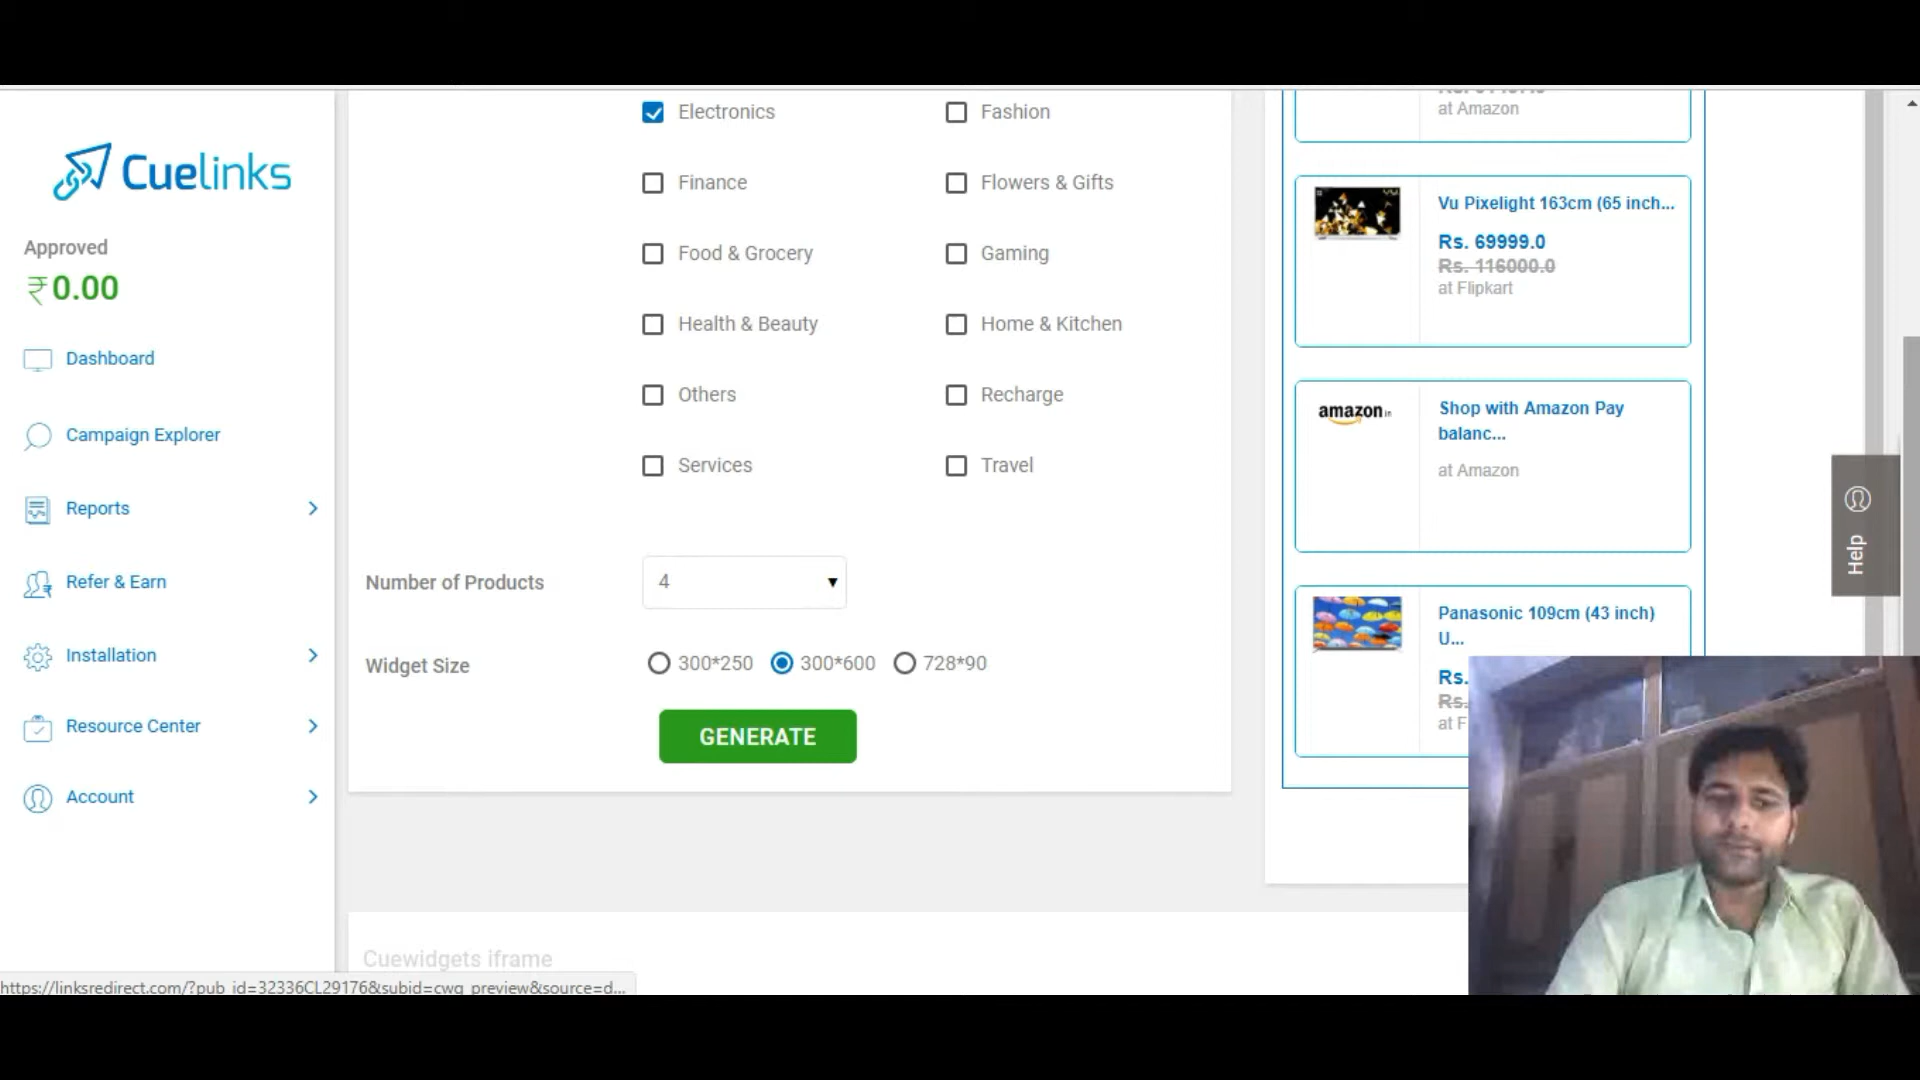 Cuelinks
Approved
₹0.00
Dashboard
Campaign Explorer
Reports
Refer & Earn
Installation
Resource Center
Account
Electronics
Fashion
Finance
Flowers & Gifts
Food & Grocery
Gaming
Health & Beauty
Home & Kitchen
Others
Recharge
Services
Travel
Number of Products
4
Widget Size
300*250
300*600
728*90
GENERATE
Cuewidgets iframe
at Amazon
Vu Pixelight 163cm (65 inch...
Rs. 69999.0
Rs. 116000.0
at Flipkart
amazon.in
Shop with Amazon Pay
balanc...
at Amazon
Panasonic 109cm (43 inch)
U...
Rs.
Rs.
at F
Help
https://linksredirect.com/?pub_id=32336CL29176&subid=cwg_preview&source=d...